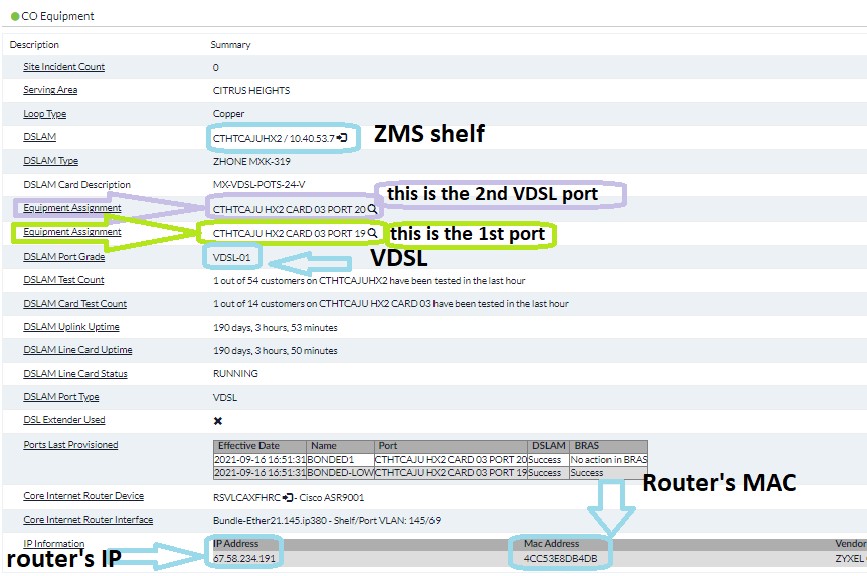 CO Equipment
Description Summary
Site Incident Count 0
Serving Area CITRUS HEIGHTS
Loop Type Copper
DSLAM CTHTCAJUHX2 / 10.40.53.7 ZMS shelf
DSLAM Type ZHONE MXK-319
DSLAM Card Description MX-VDSL-POTS-24-V
Equipment Assignment CTHTCAJU HX2 CARD 03 PORT 20 this is the 2nd VDSL port
Equipment Assignment CTHTCAJU HX2 CARD 03 PORT 19 this is the 1st port
DSLAM Port Grade VDSL-01 VDSL
DSLAM Test Count 1 out of 54 customers on CTHTCAJUHX2 have been tested in the last hour
DSLAM Card Test Count 1 out of 14 customers on CTHTCAJU HX2 CARD 03 have been tested in the last hour
DSLAM Uplink Uptime 190 days, 3 hours, 53 minutes
DSLAM Line Card Uptime 190 days, 3 hours, 50 minutes
DSLAM Line Card Status RUNNING
DSLAM Port Type VDSL
DSL Extender Used
Ports Last Provisioned Effective Date Name Port DSLAM BRAS
2021-09-16 16:51:31 BONDED1 CTHTCAJU HX2 CARD 03 PORT 20 Success No action in BRAS
2021-09-16 16:51:31 BONDED-LOW CTHTCAJU HX2 CARD 03 PORT 19 Success Success
Router's MAC
Core Internet Router Device RSVLCAXFHRC - Cisco ASR9001
Core Internet Router Interface Bundle-Ether21.145.ip380 - Shelf/Port VLAN: 145/69
IP Information IP Address Mac Address Vendor
router's IP 67.58.234.191 4CC53E8DB4DB ZYXEL